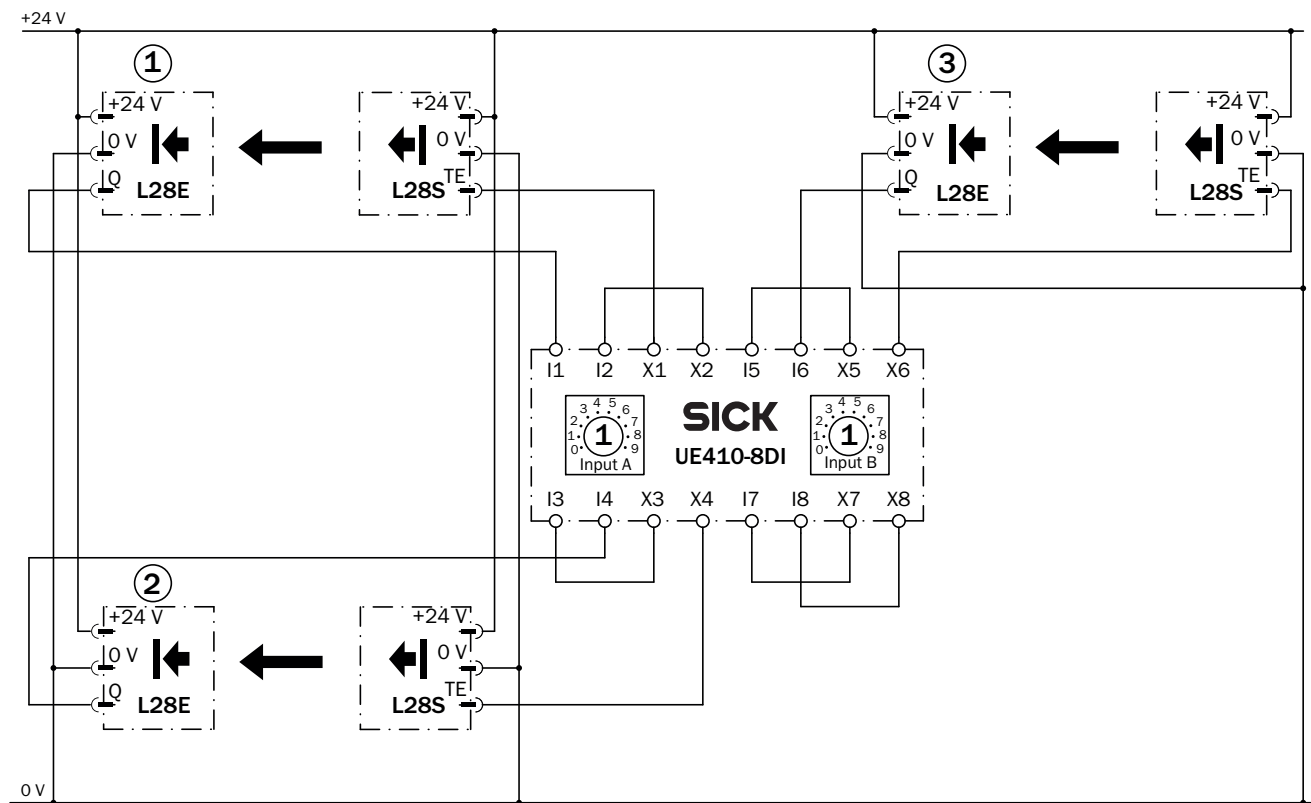 +24 V
1
+24 V
0 V
Q
L28E
+24 V
0 V
TE
L28S
3
+24 V
0 V
Q
L28E
+24 V
0 V
TE
L28S
I1 I2 X1 X2 I5 I6 X5 X6
0 1 2 3 4 5 6 7 8 9
1
Input A
SICK
UE410-8DI
0 1 2 3 4 5 6 7 8 9
1
Input B
I3 I4 X3 X4 I7 I8 X7 X8
2
+24 V
0 V
Q
L28E
+24 V
0 V
TE
L28S
0 V